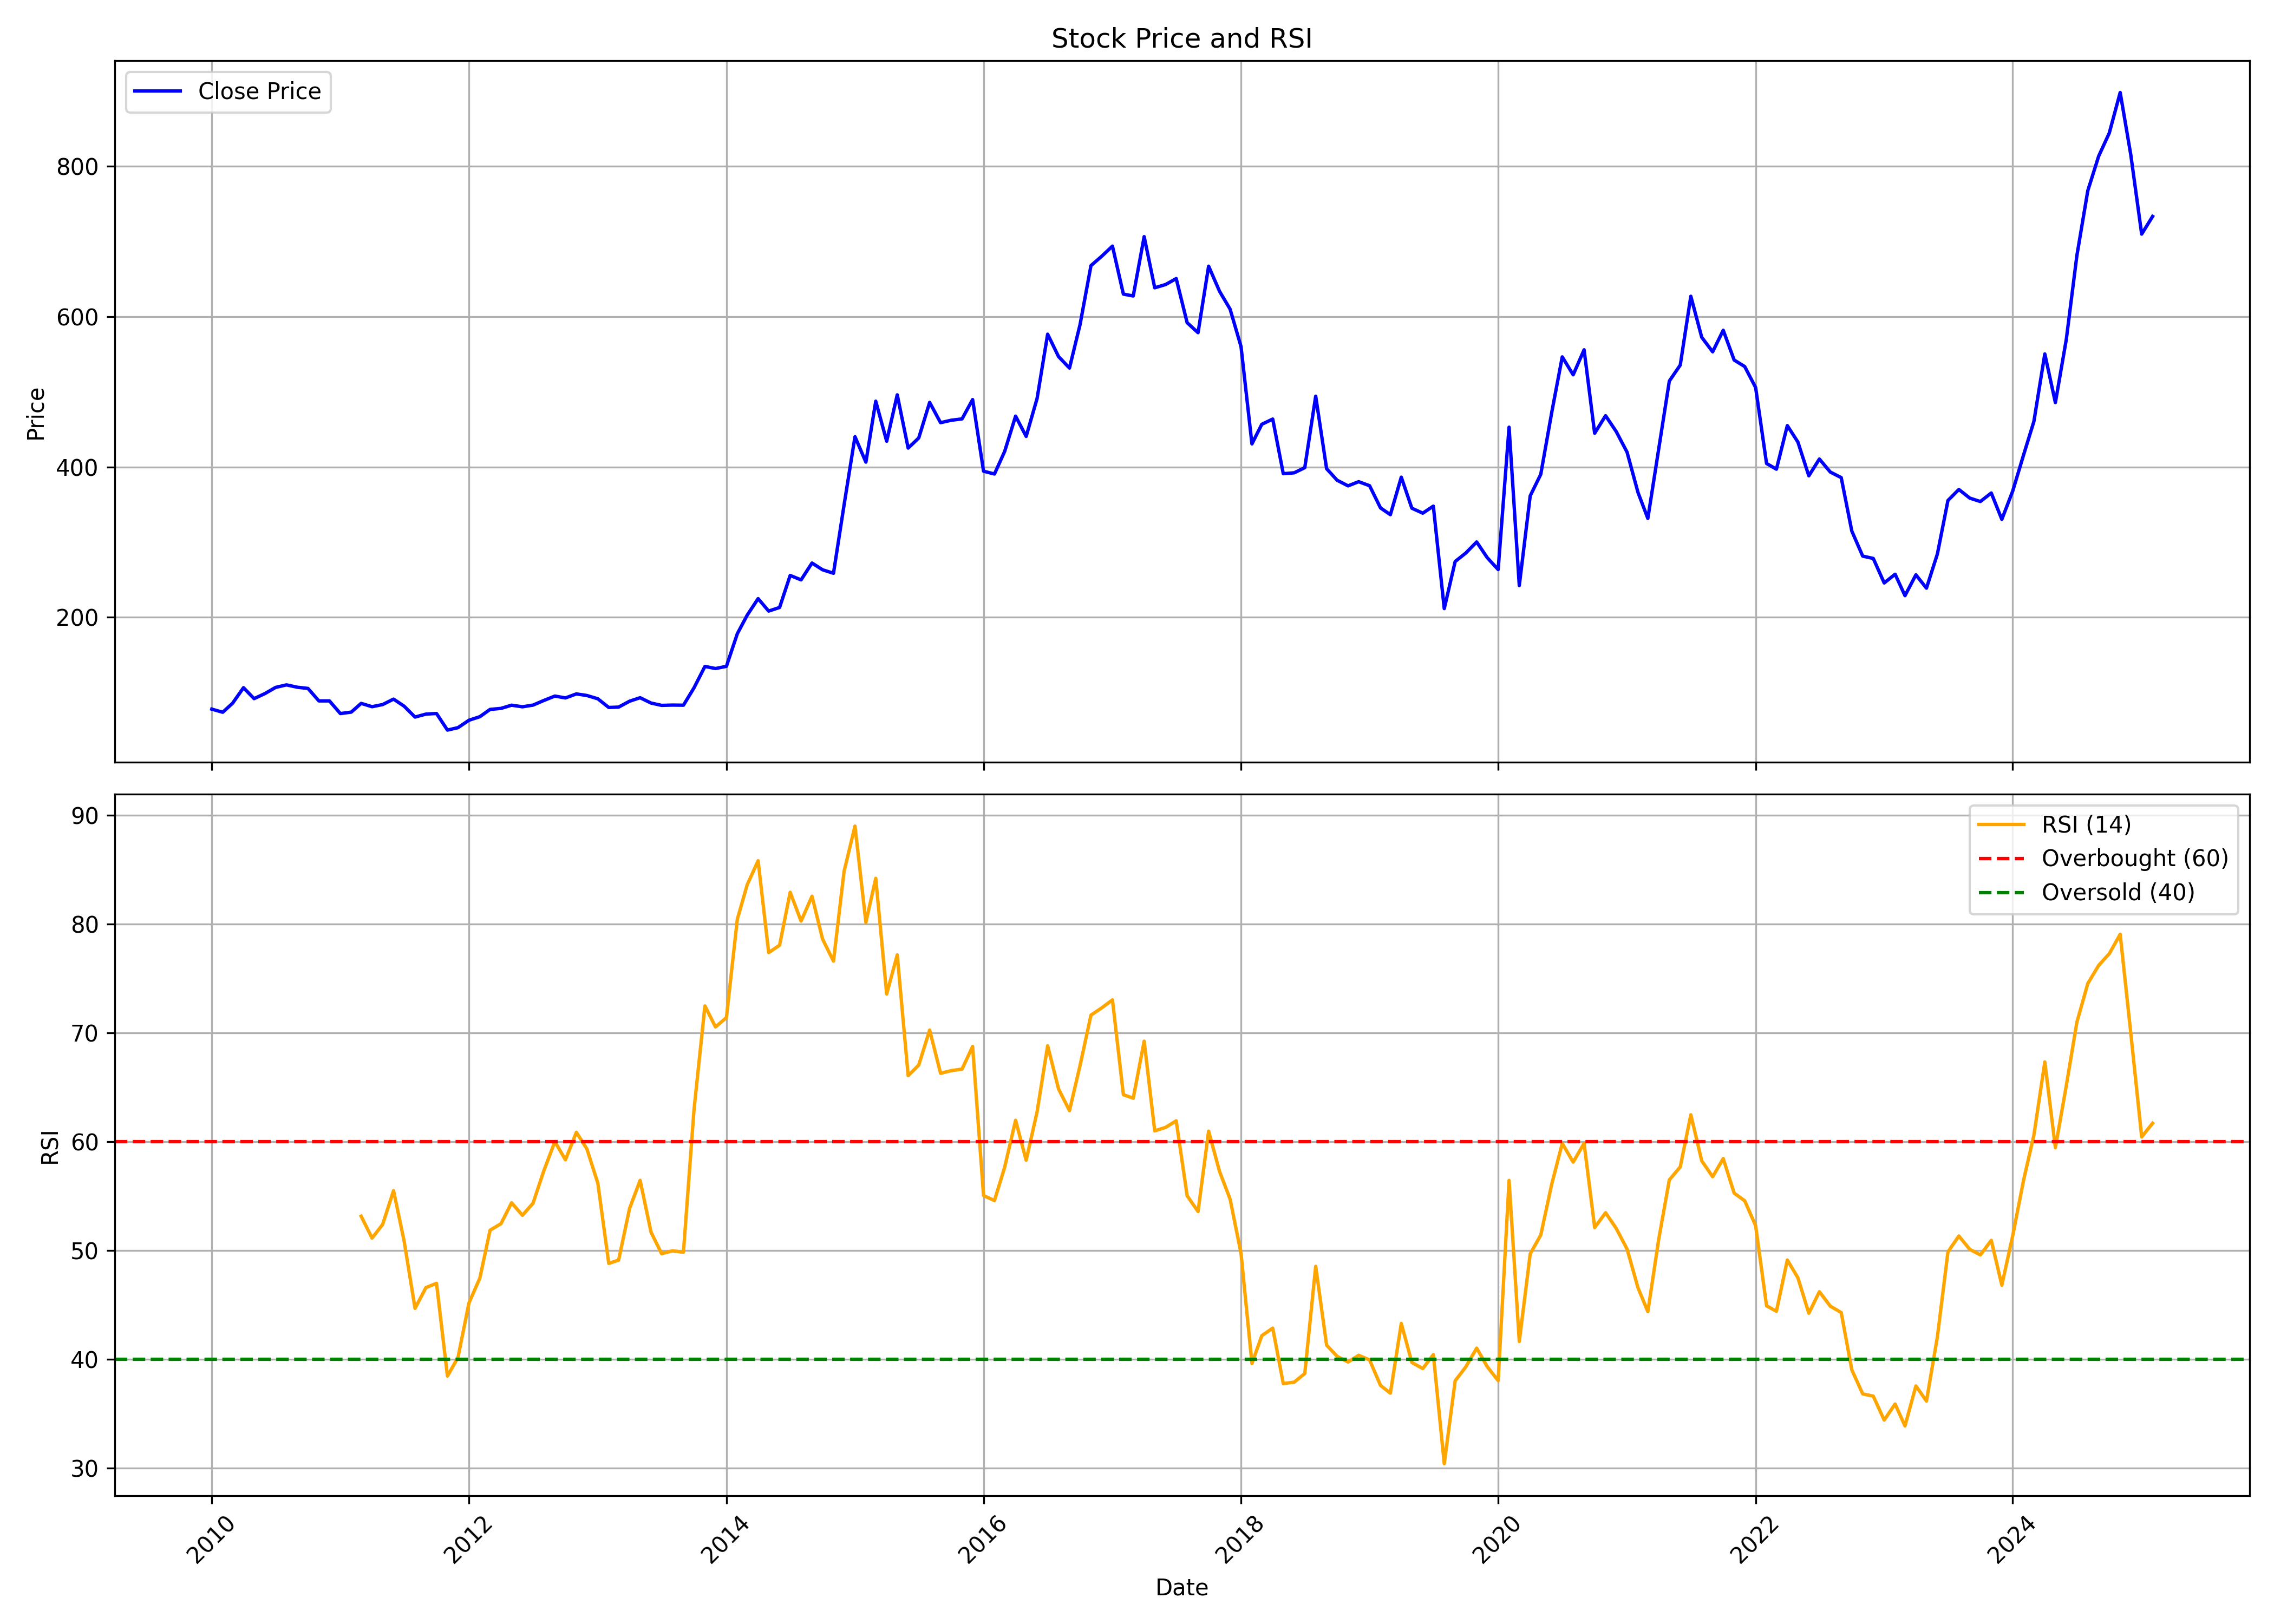 Stock Price and RSI
Close Price
800
600
400
200
Price
90
80
70
60
50
40
30
RSI
RSI (14)
Overbought (60)
Oversold (40)
2010
2012
2014
2016
2018
2020
2022
2024
Date